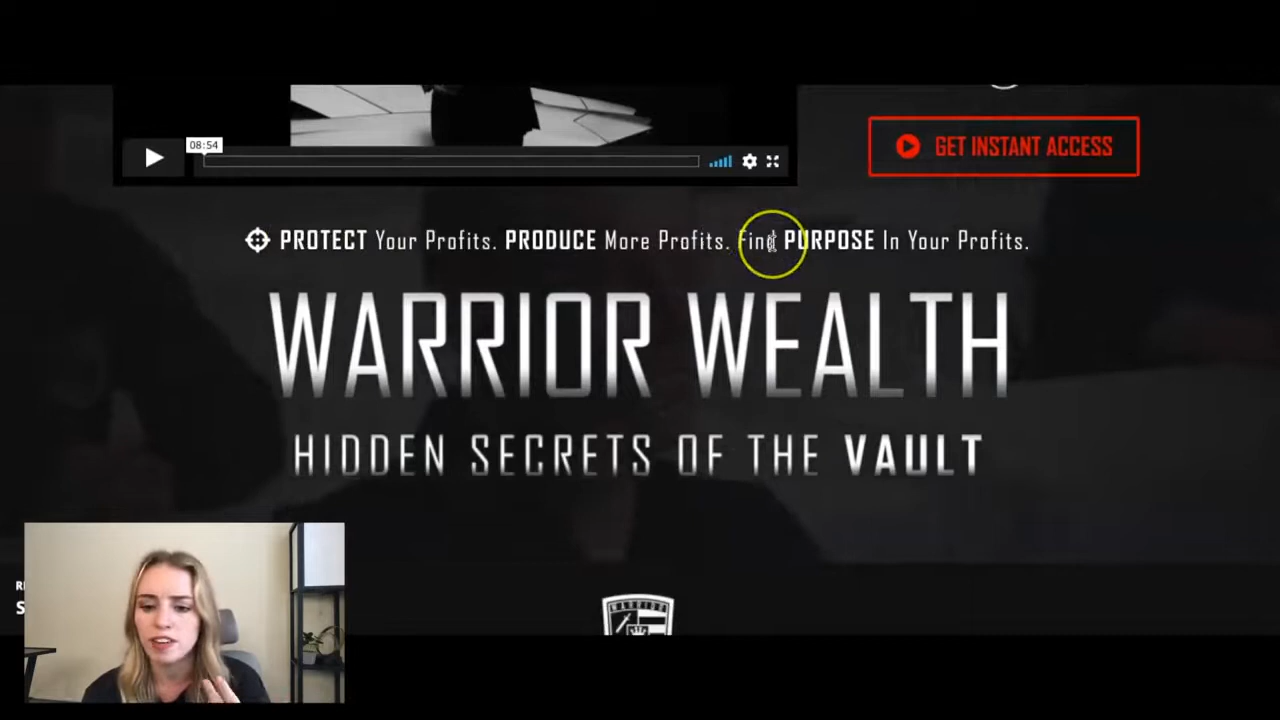 08:54
GET INSTANT ACCESS
PROTECT Your Profits. PRODUCE More Profits. Find PURPOSE In Your Profits.
WARRIOR WEALTH
HIDDEN SECRETS OF THE VAULT
WARRIOR